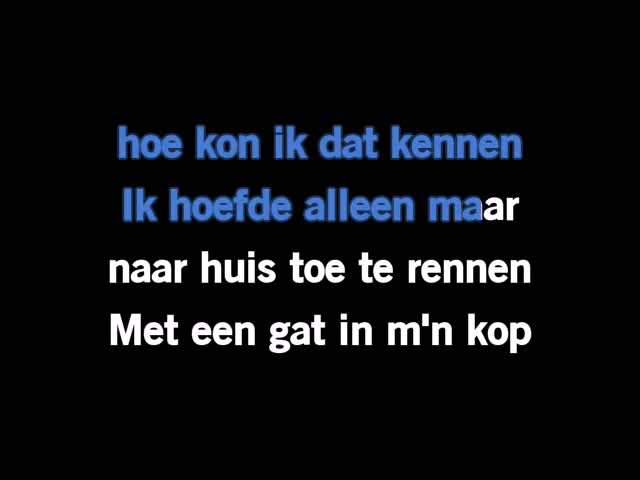 hoe kon ik dat kennen
Ik hoefde alleen maar
naar huis toe te rennen
Met een gat in m'n kop